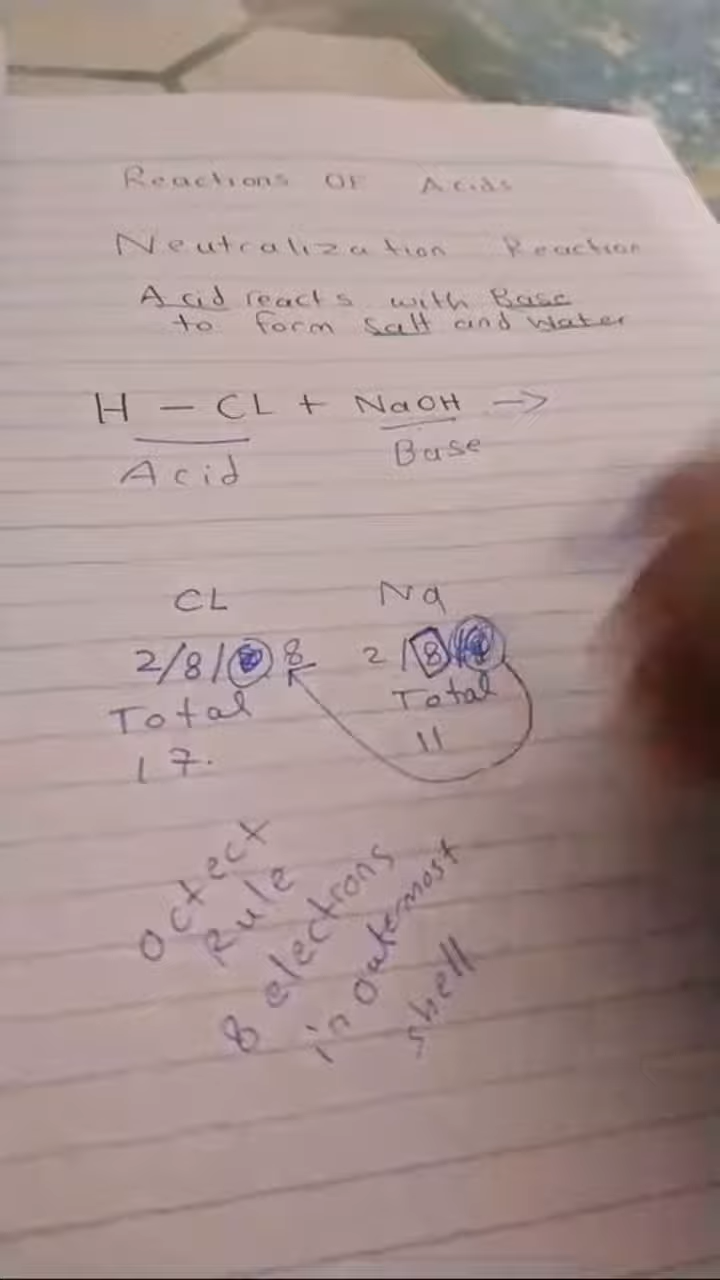 Reactions OF Acids
Neutralization Reaction
Acid reacts with Base
to form Salt and Water
H - CL + NaOH ->
Acid Base
CL Na
2/8/ 8 2/8/
Total Total
17. 11
Octect
Rule
8 electrons
in outermost
shell